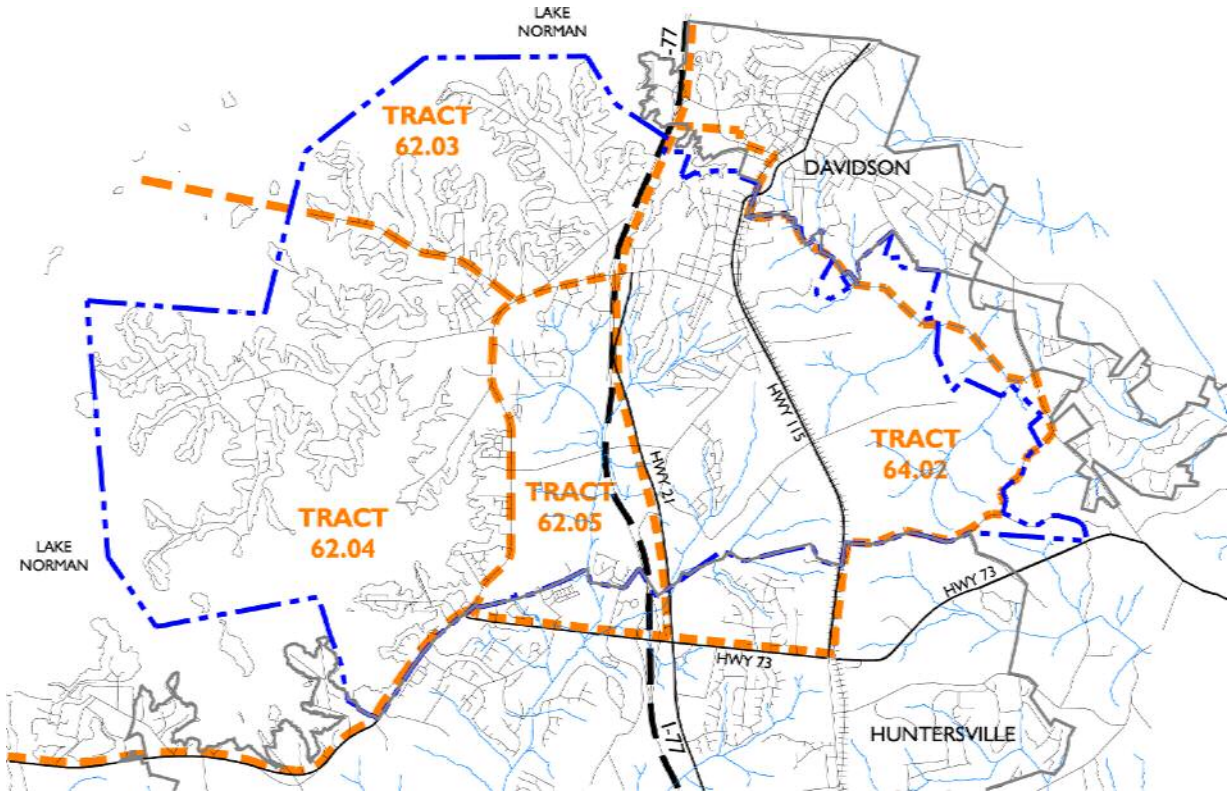 LAKE
NORMAN
I-77
TRACT
62.03
DAVIDSON
HWY 115
TRACT
64.02
HWY 21
TRACT
62.05
TRACT
62.04
LAKE
NORMAN
HWY 73
HWY 73
I-77
HUNTERSVILLE